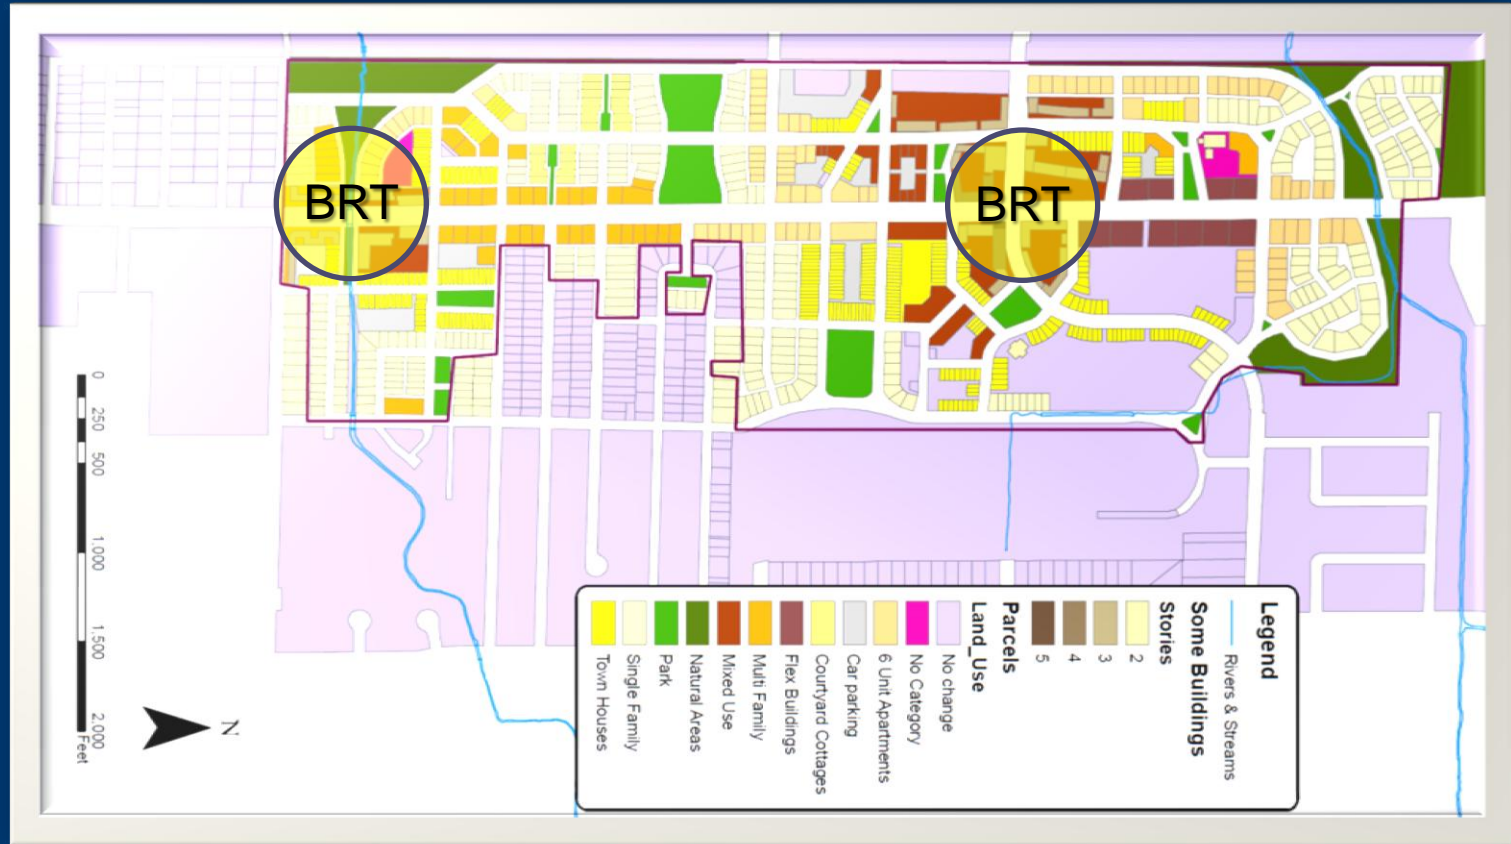 BRT
BRT
0
250
500
1,000
1,500
2,000
Feet
N
Legend
Rivers & Streams
Some Buildings
Stories
2
3
4
5
Parcels
Land_Use
No change
No Category
6 Unit Apartments
Car parking
Courtyard Cottages
Flex Buildings
Multi Family
Mixed Use
Natural Areas
Park
Single Family
Town Houses